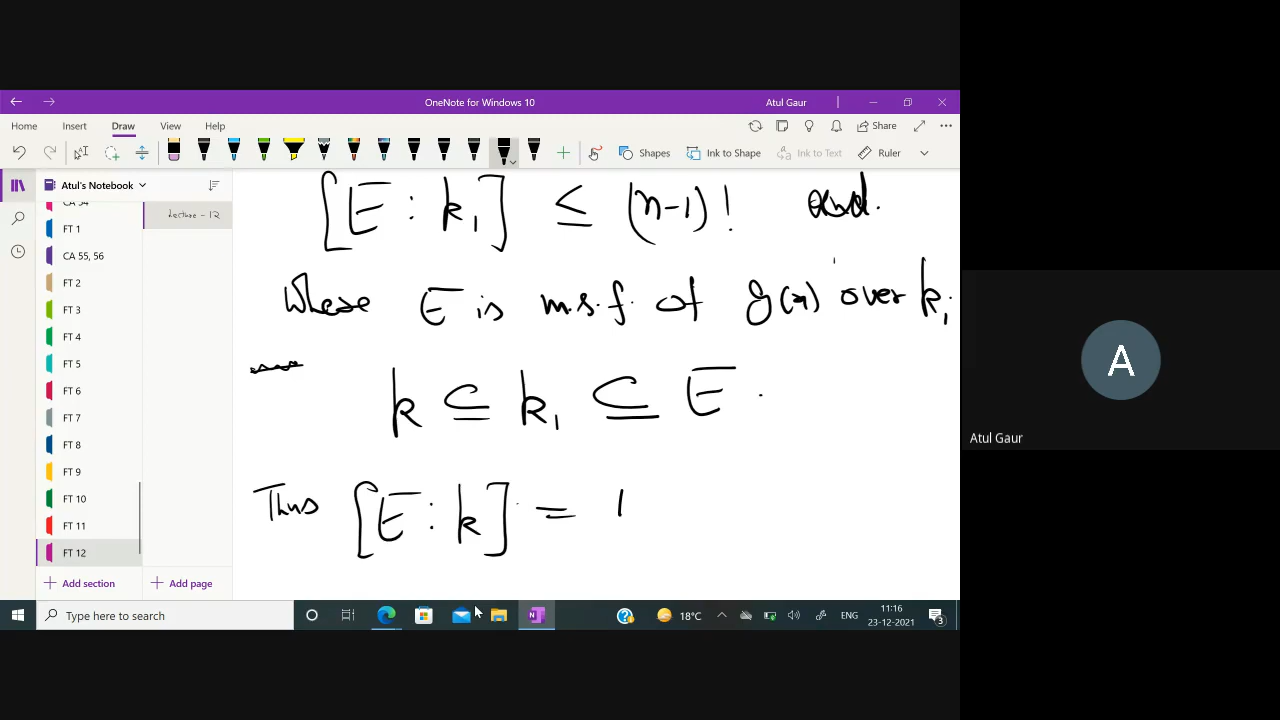 OneNote for Windows 10
Atul Gaur
Home Insert Draw View Help
Share
Shapes Ink to Shape Ink to Text Math Ruler
Atul's Notebook
CA 54
FT 1
CA 55, 56
FT 2
FT 3
FT 4
FT 5
FT 6
FT 7
FT 8
FT 9
FT 10
FT 11
FT 12
Add section
Lecture - 12
Add page
[E : k₁] ≤ (n-1)! and.
Where E is m.s.f. of g(x) over k₁
k ⊆ k₁ ⊆ E .
Thus [E : k] =
Atul Gaur
A
Type here to search
18°C
ENG
11:16
23-12-2021
3